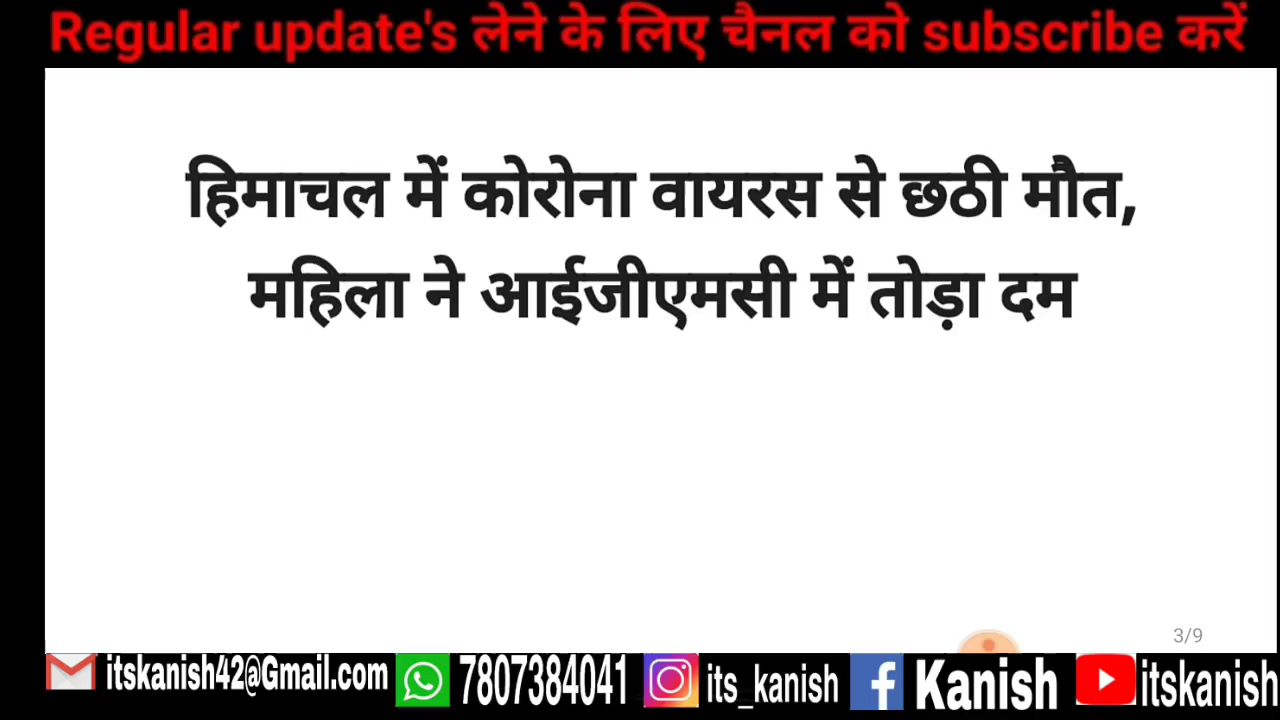 Regular update's लेने के लिए चैनल को subscribe करें
हिमाचल में कोरोना वायरस से छठी मौत,
महिला ने आईजीएमसी में तोड़ा दम
3/9
itskanish42@Gmail.com 7807384041 its_kanish Kanish itskanish